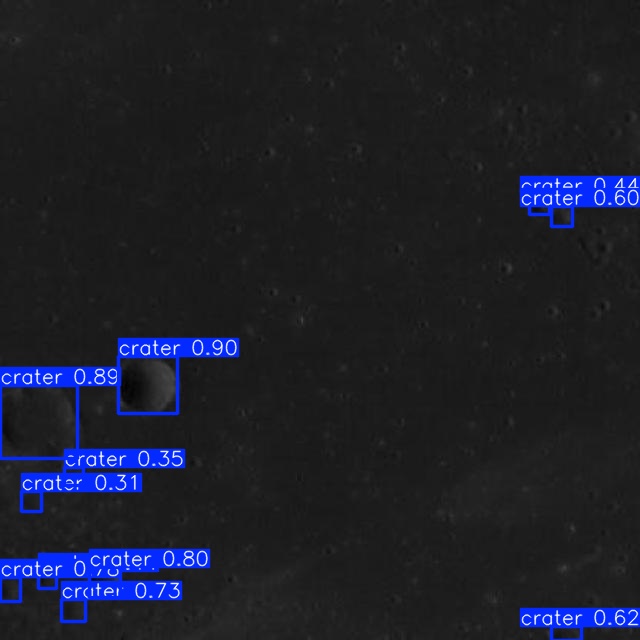 crater 0.44
crater 0.60
crater 0.90
crater 0.89
crater 0.35
crater 0.31
crater 0.80
crater
crater 0.73
crater 0.62